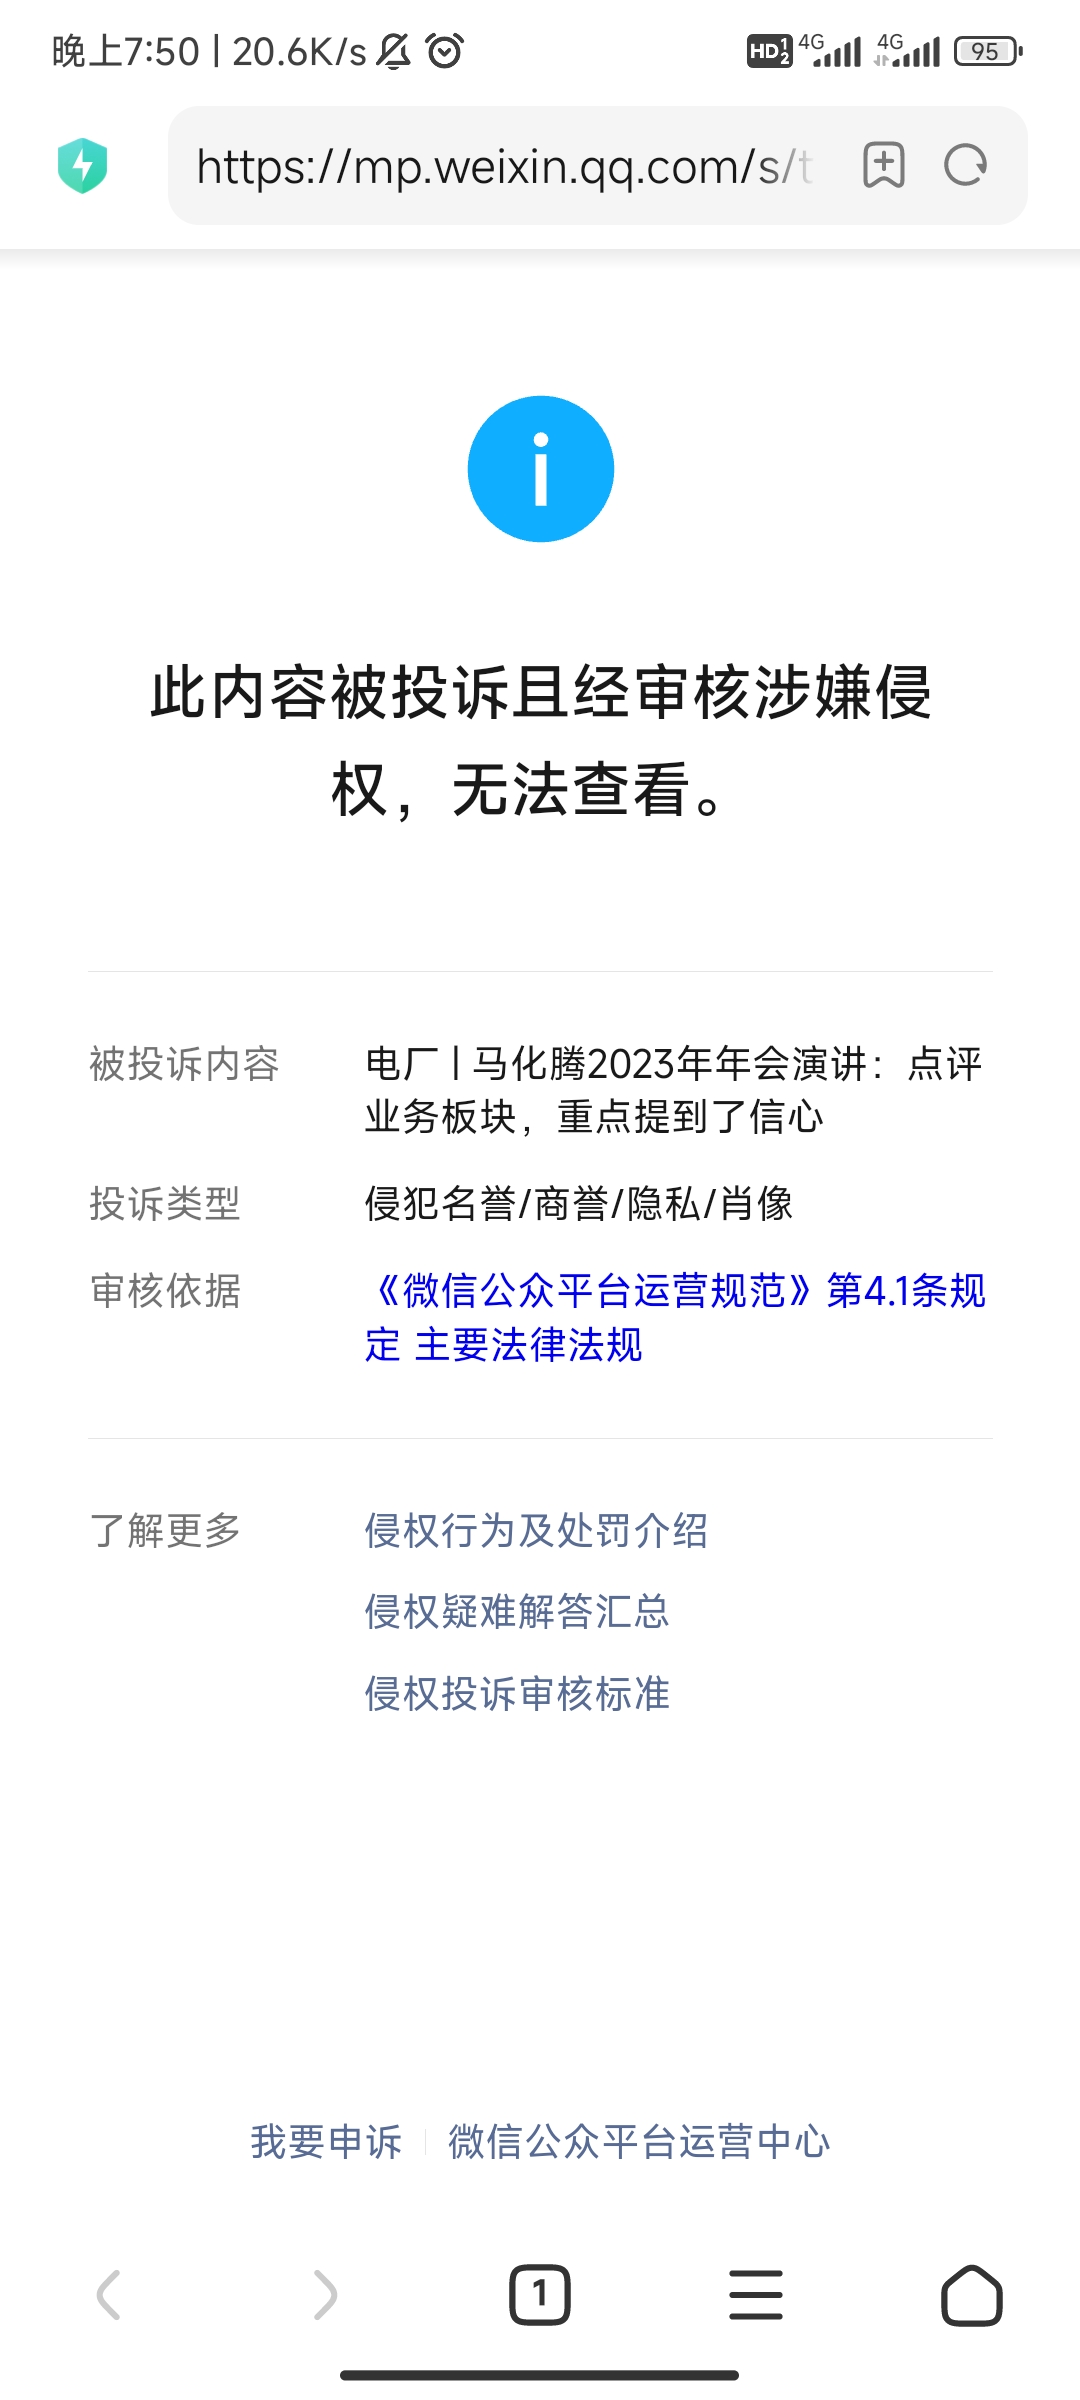 晚上7:50 | 20.6K/s
HD 1 2 4G 4G 95
https://mp.weixin.qq.com/s/t
此内容被投诉且经审核涉嫌侵
权，无法查看。
被投诉内容 电厂 | 马化腾2023年年会演讲：点评
业务板块，重点提到了信心
投诉类型 侵犯名誉/商誉/隐私/肖像
审核依据 《微信公众平台运营规范》第4.1条规
定 主要法律法规
了解更多 侵权行为及处罚介绍
侵权疑难解答汇总
侵权投诉审核标准
我要申诉 | 微信公众平台运营中心
1